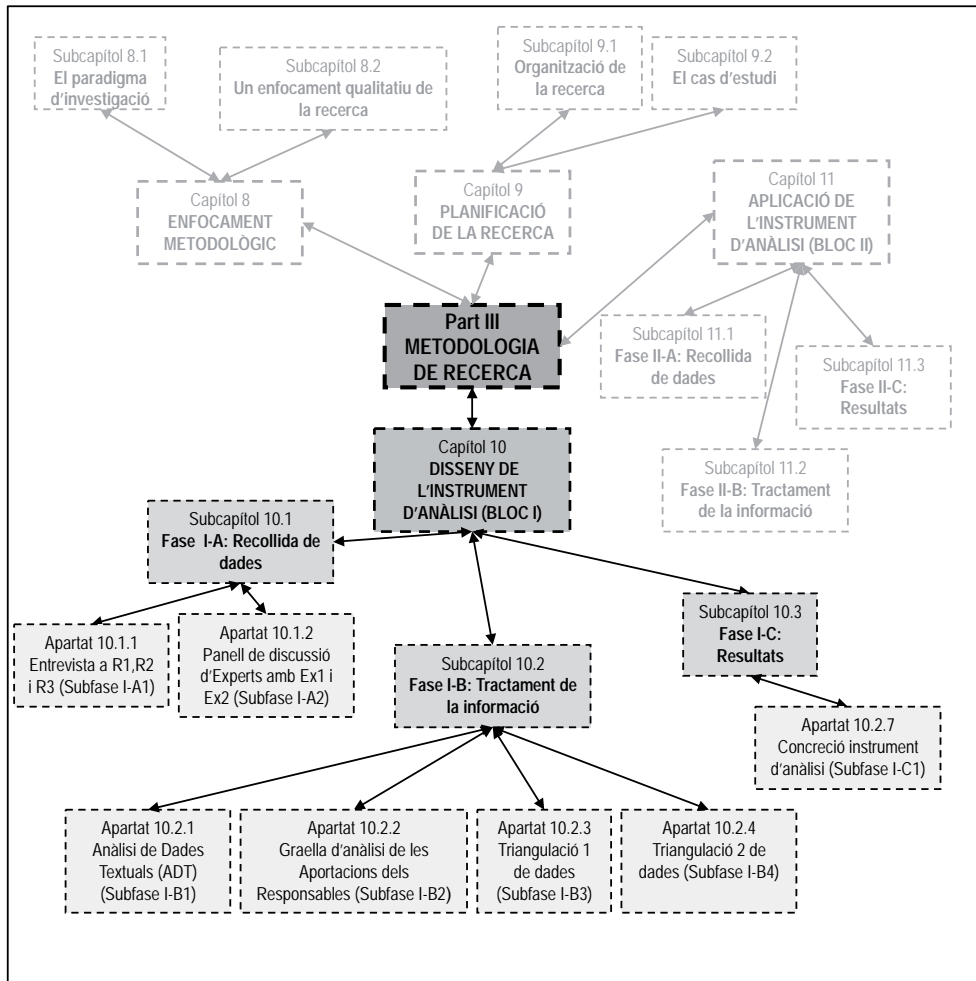 Subcapítol 8.1
El paradigma
d'investigació
Subcapítol 8.2
Un enfocament qualitatiu de
la recerca
Subcapítol 9.1
Organització de
la recerca
Subcapítol 9.2
El cas d'estudi
Capítol 8
ENFOCAMENT
METODOLÒGIC
Capítol 9
PLANIFICACIÓ
DE LA RECERCA
Capítol 11
APLICACIÓ DE
L'INSTRUMENT
D'ANÀLISI (BLOC II)
Part III
METODOLOGIA
DE RECERCA
Subcapítol 11.1
Fase II-A: Recollida
de dades
Subcapítol 11.3
Fase II-C:
Resultats
Subcapítol 11.2
Fase II-B: Tractament
de la informació
Capítol 10
DISSENY DE
L'INSTRUMENT
D'ANÀLISI (BLOC I)
Subcapítol 10.1
Fase I-A: Recollida de
dades
Apartat 10.1.1
Entrevista a R1,R2
i R3 (Subfase I-A1)
Apartat 10.1.2
Panell de discussió
d'Experts amb Ex1 i
Ex2 (Subfase I-A2)
Subcapítol 10.2
Fase I-B: Tractament de
la informació
Subcapítol 10.3
Fase I-C:
Resultats
Apartat 10.2.7
Concreció instrument
d'anàlisi (Subfase I-C1)
Apartat 10.2.1
Anàlisi de Dades
Textuals (ADT)
(Subfase I-B1)
Apartat 10.2.2
Graella d'anàlisi de les
Aportacions dels
Responsables (Subfase I-B2)
Apartat 10.2.3
Triangulació 1
de dades
(Subfase I-B3)
Apartat 10.2.4
Triangulació 2 de
dades (Subfase I-B4)